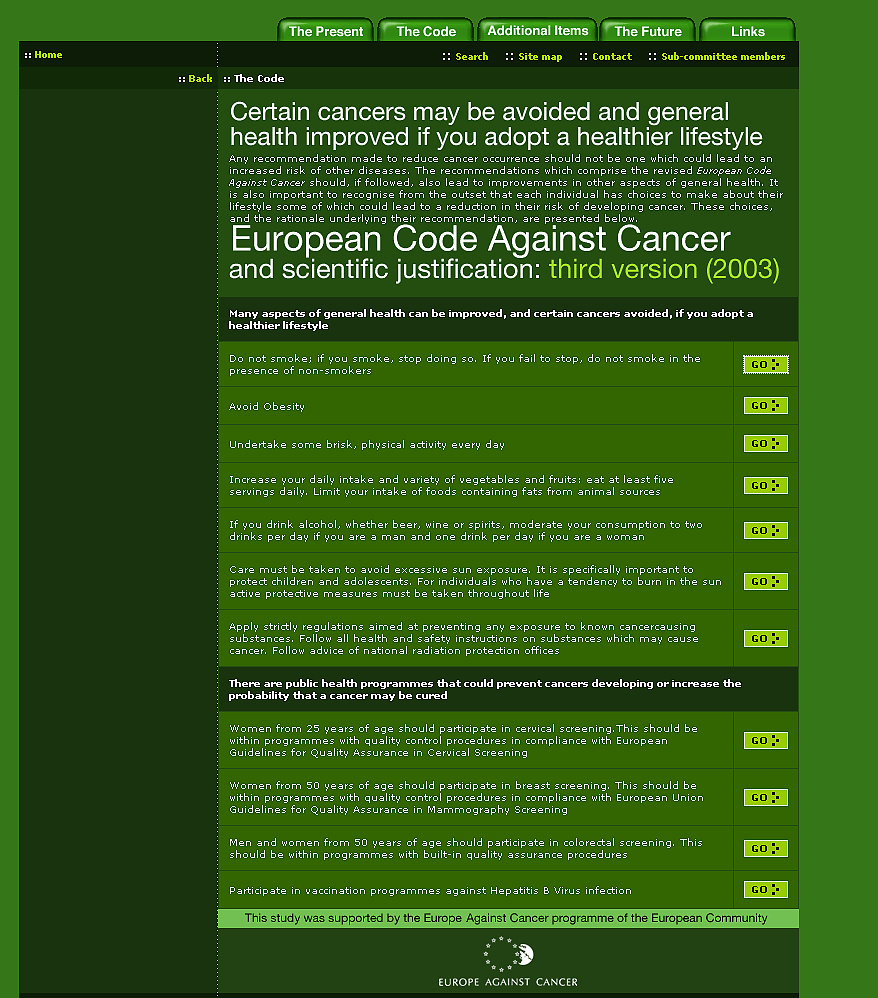 The Present The Code Additional Items The Future Links
:: Home :: Search :: Site map :: Contact :: Sub-committee members
:: Back :: The Code
Certain cancers may be avoided and general
health improved if you adopt a healthier lifestyle
Any recommendation made to reduce cancer occurrence should not be one which could lead to an
increased risk of other diseases. The recommendations which comprise the revised European Code
Against Cancer should, if followed, also lead to improvements in other aspects of general health. It
is also important to recognise from the outset that each individual has choices to make about their
lifestyle some of which could lead to a reduction in their risk of developing cancer. These choices,
and the rationale underlying their recommendation, are presented below.
European Code Against Cancer
and scientific justification: third version (2003)
Many aspects of general health can be improved, and certain cancers avoided, if you adopt a
healthier lifestyle
Do not smoke; if you smoke, stop doing so. If you fail to stop, do not smoke in the
presence of non-smokers
GO
Avoid Obesity
GO
Undertake some brisk, physical activity every day
GO
Increase your daily intake and variety of vegetables and fruits: eat at least five
servings daily. Limit your intake of foods containing fats from animal sources
GO
If you drink alcohol, whether beer, wine or spirits, moderate your consumption to two
drinks per day if you are a man and one drink per day if you are a woman
GO
Care must be taken to avoid excessive sun exposure. It is specifically important to
protect children and adolescents. For individuals who have a tendency to burn in the sun
active protective measures must be taken throughout life
GO
Apply strictly regulations aimed at preventing any exposure to known cancercausing
substances. Follow all health and safety instructions on substances which may cause
cancer. Follow advice of national radiation protection offices
GO
There are public health programmes that could prevent cancers developing or increase the
probability that a cancer may be cured
Women from 25 years of age should participate in cervical screening.This should be
within programmes with quality control procedures in compliance with European
Guidelines for Quality Assurance in Cervical Screening
GO
Women from 50 years of age should participate in breast screening. This should be
within programmes with quality control procedures in compliance with European Union
Guidelines for Quality Assurance in Mammography Screening
GO
Men and women from 50 years of age should participate in colorectal screening. This
should be within programmes with built-in quality assurance procedures
GO
Participate in vaccination programmes against Hepatitis B Virus infection
GO
This study was supported by the Europe Against Cancer programme of the European Community
EUROPE AGAINST CANCER